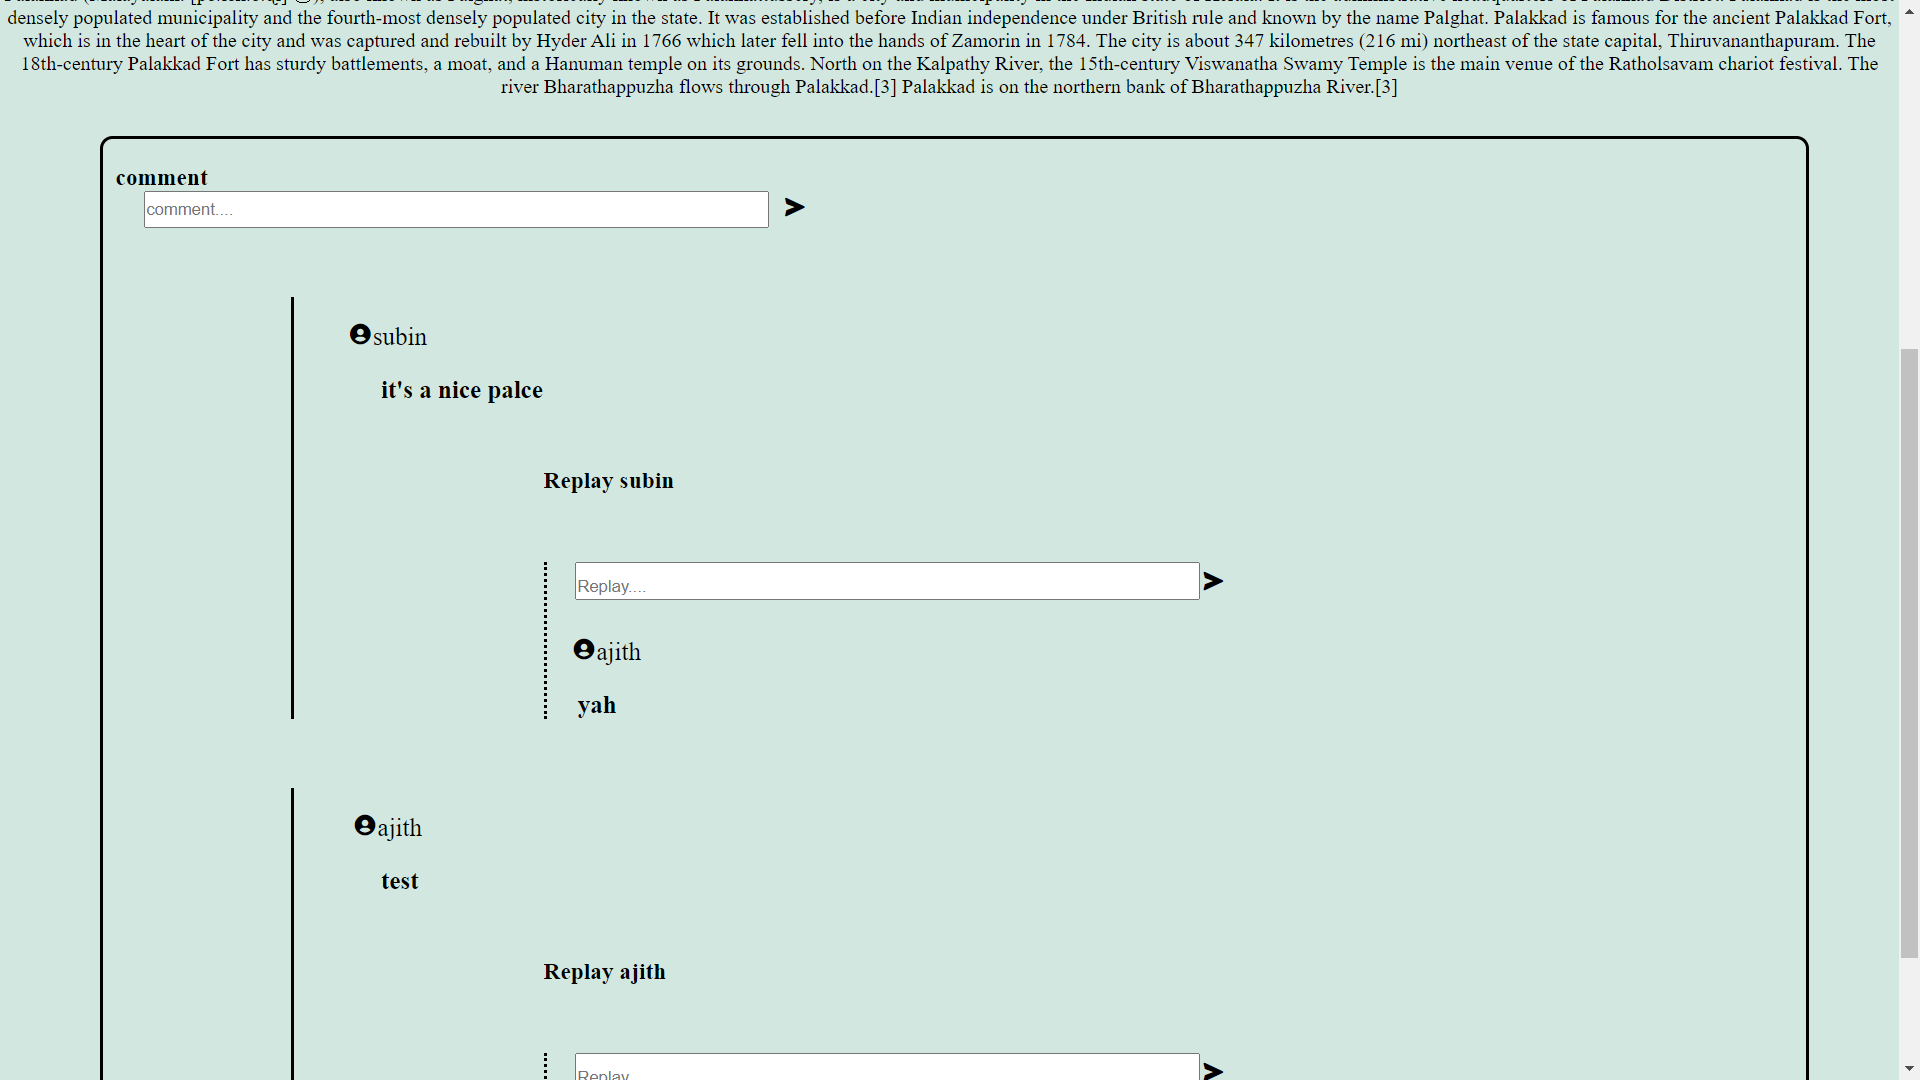 densely populated municipality and the fourth-most densely populated city in the state. It was established before Indian independence under British rule and known by the name Palghat. Palakkad is famous for the ancient Palakkad Fort,
which is in the heart of the city and was captured and rebuilt by Hyder Ali in 1766 which later fell into the hands of Zamorin in 1784. The city is about 347 kilometres (216 mi) northeast of the state capital, Thiruvananthapuram. The
18th-century Palakkad Fort has sturdy battlements, a moat, and a Hanuman temple on its grounds. North on the Kalpathy River, the 15th-century Viswanatha Swamy Temple is the main venue of the Ratholsavam chariot festival. The
river Bharathappuzha flows through Palakkad.[3] Palakkad is on the northern bank of Bharathappuzha River.[3]
comment
comment....
subin
it's a nice palce
Replay subin
Replay....
ajith
yah
ajith
test
Replay ajith
Replay....